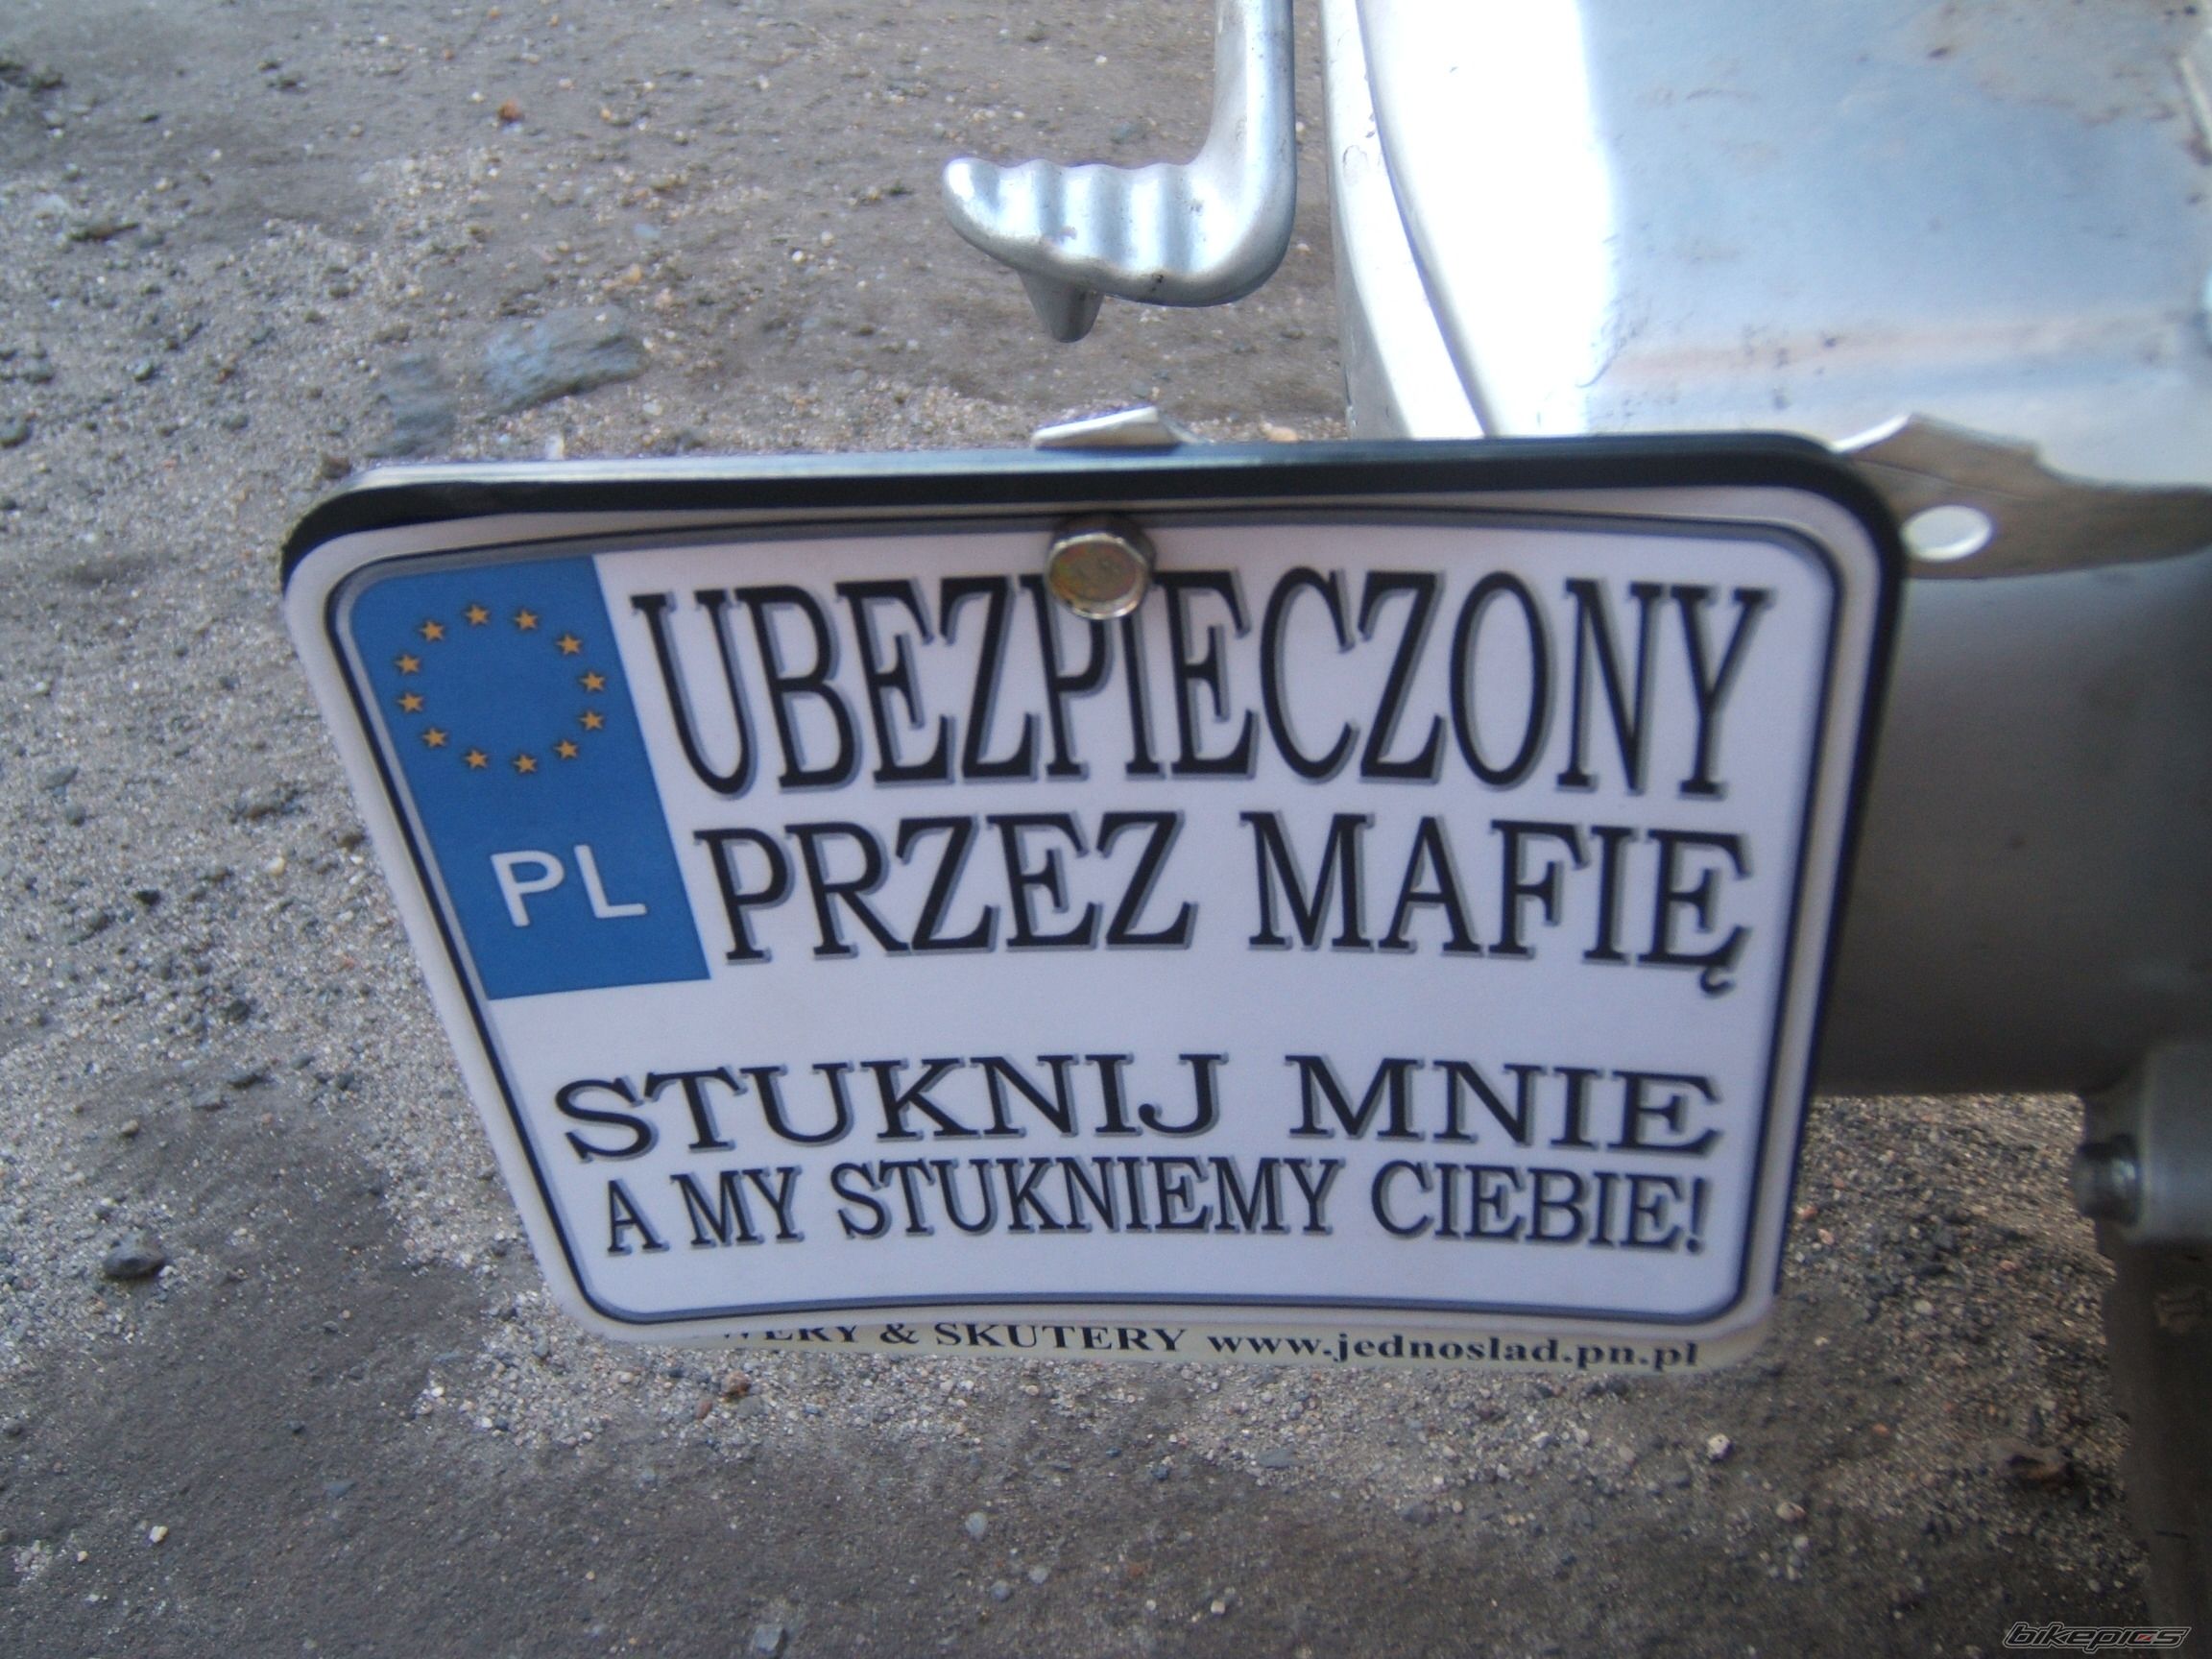 UBEZPIECZONY
PL
PRZEZ MAFIĘ
STUKNIJ MNIE
A MY STUKNIEMY CIEBIE!
& SKUTERY www.jednoslad.pn.pl
bikepics